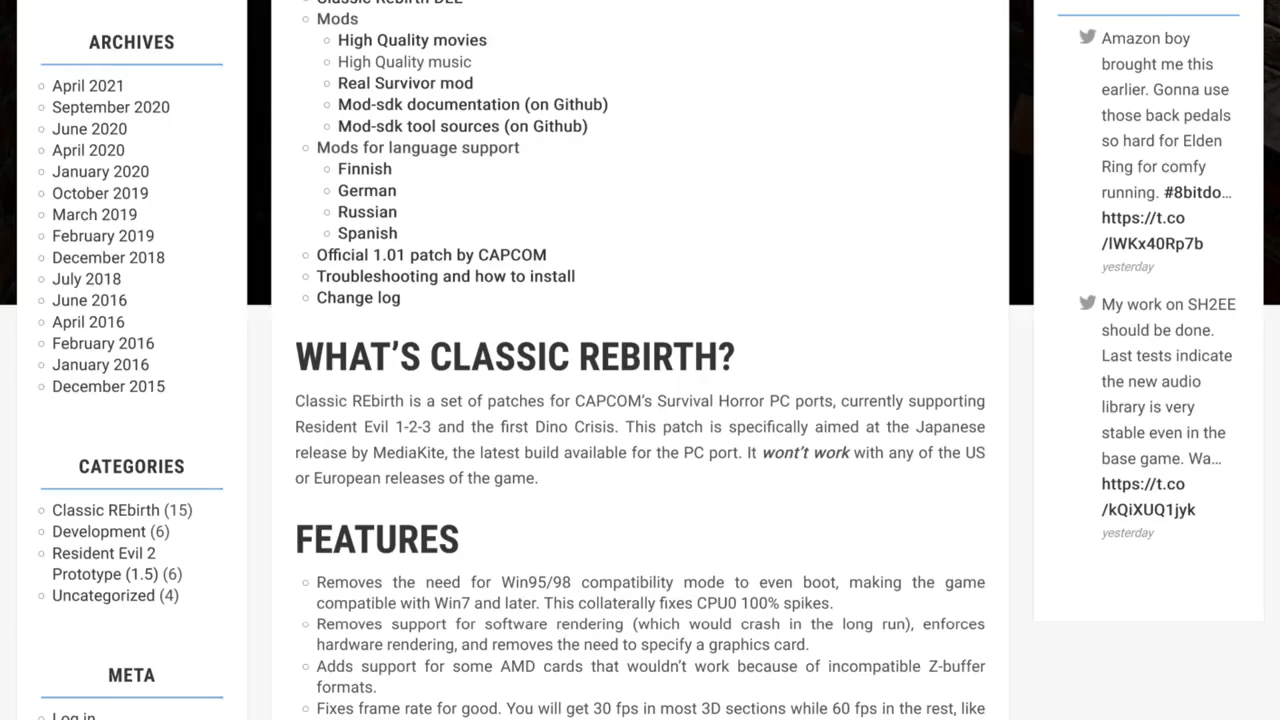 ARCHIVES
April 2021
September 2020
June 2020
April 2020
January 2020
October 2019
March 2019
February 2019
December 2018
July 2018
June 2016
April 2016
February 2016
January 2016
December 2015
CATEGORIES
Classic REbirth (15)
Development (6)
Resident Evil 2
Prototype (1.5) (6)
Uncategorized (4)
META
Log in
Classic Rebirth DLL
Mods
High Quality movies
High Quality music
Real Survivor mod
Mod-sdk documentation (on Github)
Mod-sdk tool sources (on Github)
Mods for language support
Finnish
German
Russian
Spanish
Official 1.01 patch by CAPCOM
Troubleshooting and how to install
Change log
WHAT'S CLASSIC REBIRTH?
Classic REbirth is a set of patches for CAPCOM's Survival Horror PC ports, currently supporting
Resident Evil 1-2-3 and the first Dino Crisis. This patch is specifically aimed at the Japanese
release by MediaKite, the latest build available for the PC port. It won't work with any of the US
or European releases of the game.
FEATURES
Removes the need for Win95/98 compatibility mode to even boot, making the game
compatible with Win7 and later. This collaterally fixes CPU0 100% spikes.
Removes support for software rendering (which would crash in the long run), enforces
hardware rendering, and removes the need to specify a graphics card.
Adds support for some AMD cards that wouldn't work because of incompatible Z-buffer
formats.
Fixes frame rate for good. You will get 30 fps in most 3D sections while 60 fps in the rest, like
Amazon boy
brought me this
earlier. Gonna use
those back pedals
so hard for Elden
Ring for comfy
running. #8bitdo…
https://t.co
/lWKx40Rp7b
yesterday
My work on SH2EE
should be done.
Last tests indicate
the new audio
library is very
stable even in the
base game. Wa…
https://t.co
/kQiXUQ1jyk
yesterday